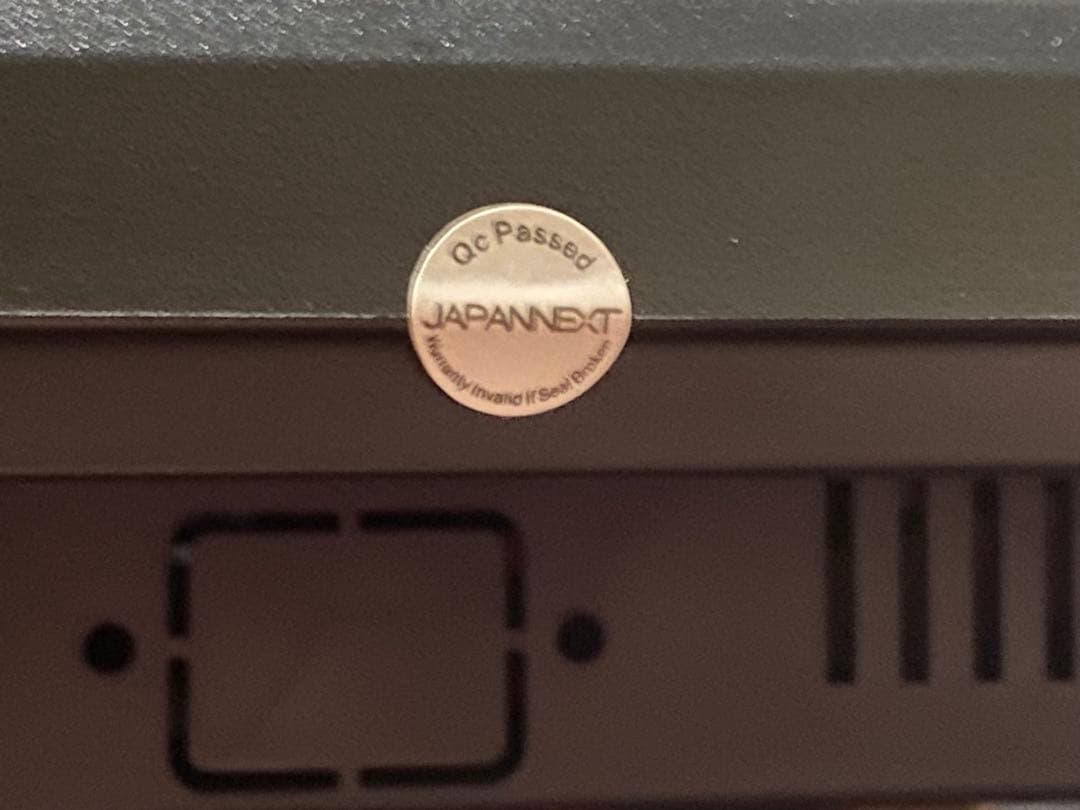 Qc Passed
JAPANNEXT
Warranty Invalid If Seal Broken